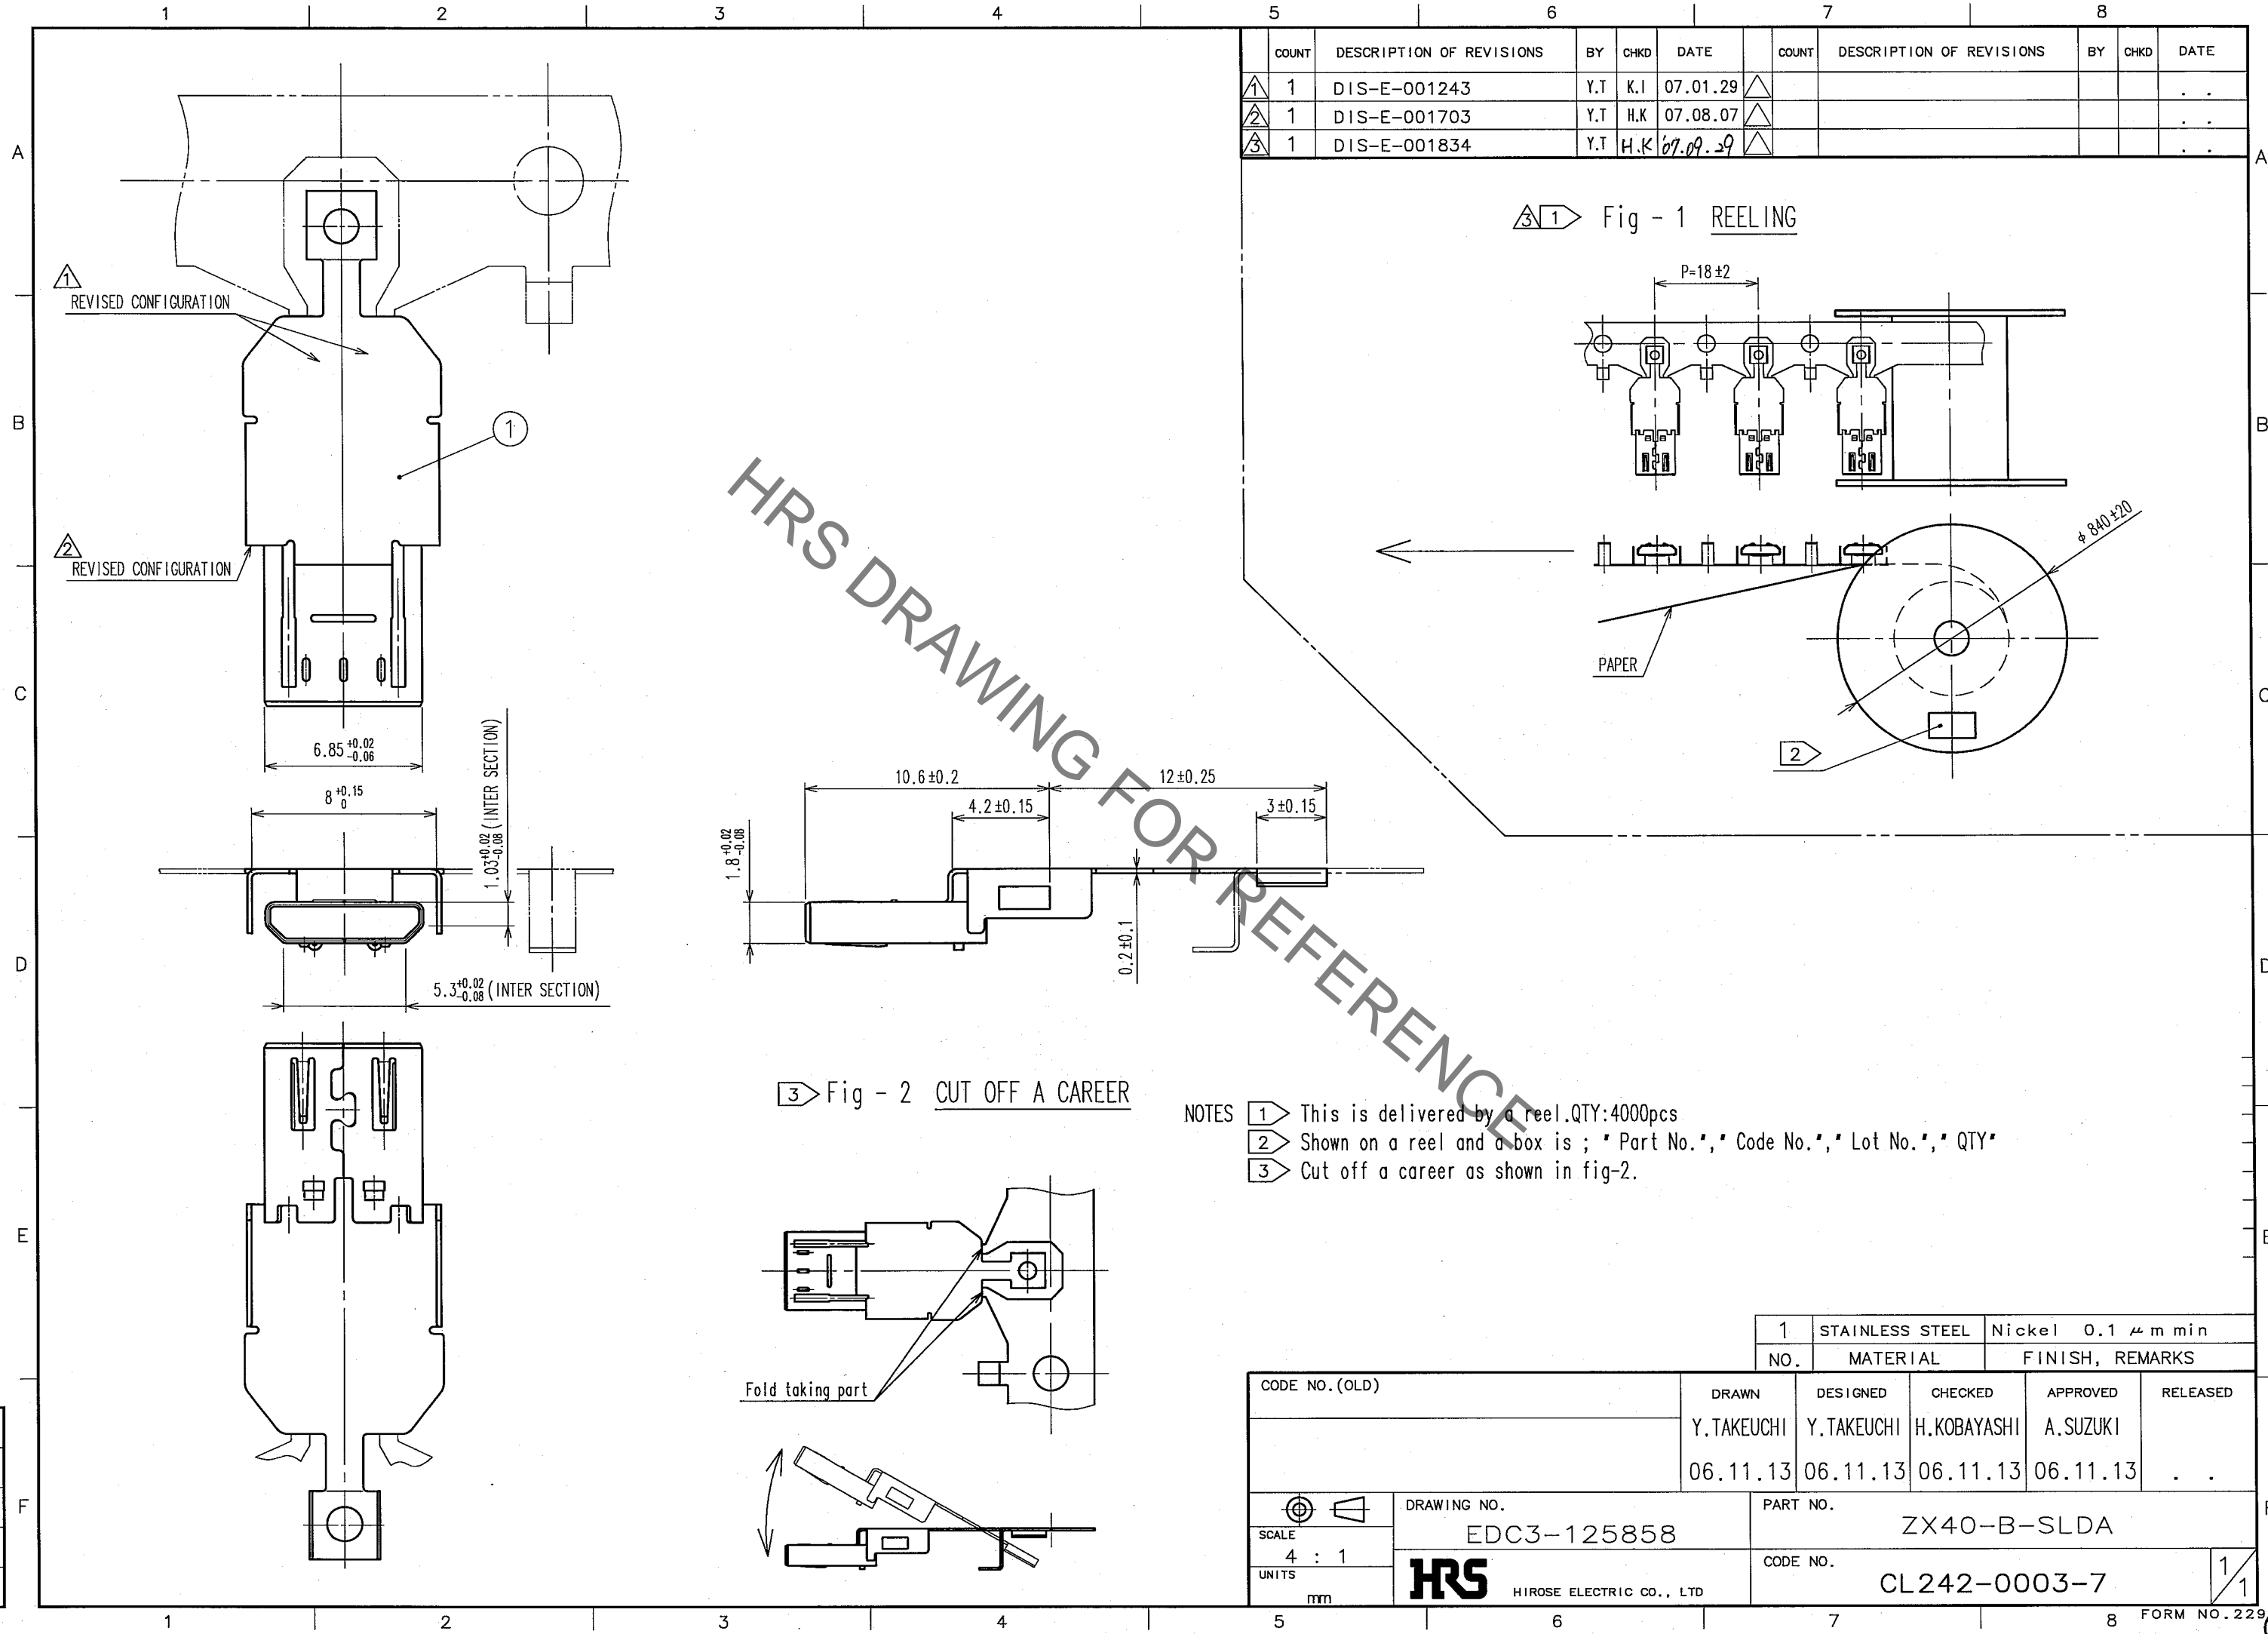 1 2 3 4 5 6 7 8
COUNT DESCRIPTION OF REVISIONS BY CHKD DATE COUNT DESCRIPTION OF REVISIONS BY CHKD DATE
1 1 DIS-E-001243 Y.T K.I 07.01.29 . .
2 1 DIS-E-001703 Y.T H.K 07.08.07 . .
3 1 DIS-E-001834 Y.T H.K '07.09.29 . .
A A
B B
C C
D D
E E
F F
3 1 Fig - 1 REELING
P=18±2
φ 840±20
PAPER
2
1
REVISED CONFIGURATION
1
2
REVISED CONFIGURATION
6.85 +0.02 -0.06
8 +0.15 0
1.03 +0.02 -0.08 (INTER SECTION)
5.3 +0.02 -0.08 (INTER SECTION)
10.6±0.2
12±0.25
4.2±0.15
3±0.15
1.8 +0.02 -0.08
0.2±0.1
HRS DRAWING FOR REFERENCE
3 Fig - 2 CUT OFF A CAREER
Fold taking part
NOTES 1 This is delivered by a reel.QTY:4000pcs
2 Shown on a reel and a box is ; " Part No.", " Code No.", " Lot No.", " QTY"
3 Cut off a career as shown in fig-2.
1 STAINLESS STEEL Nickel 0.1 μm min
NO. MATERIAL FINISH, REMARKS
CODE NO.(OLD) DRAWN DESIGNED CHECKED APPROVED RELEASED
Y.TAKEUCHI Y.TAKEUCHI H.KOBAYASHI A.SUZUKI
06.11.13 06.11.13 06.11.13 06.11.13 . .
DRAWING NO. EDC3-125858
PART NO. ZX40-B-SLDA
SCALE 4 : 1
UNITS mm
HRS HIROSE ELECTRIC CO., LTD
CODE NO. CL242-0003-7
1/1
1 2 3 4 5 6 7 8
FORM NO.229